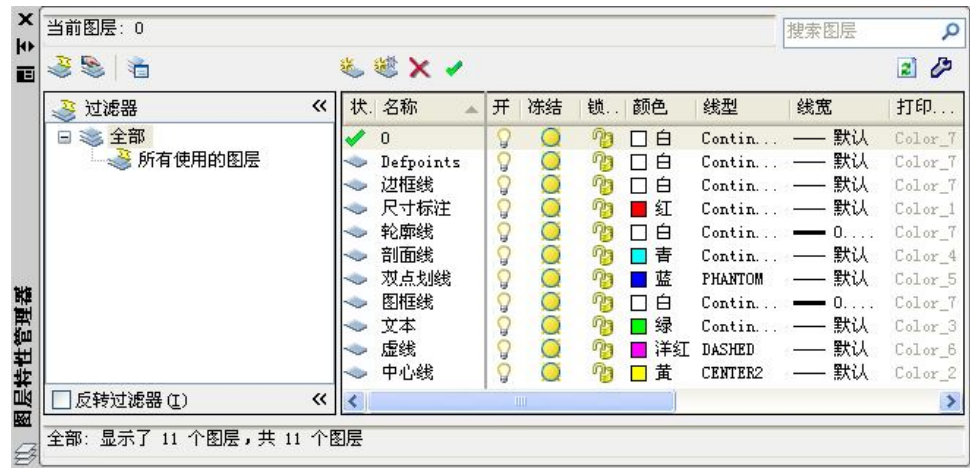 当前图层: 0
搜索图层
过滤器
全部
所有使用的图层
反转过滤器(I)
状. 名称 开 冻结 锁.. 颜色 线型 线宽 打印...
0 白 Contin... 默认 Color_7
Defpoints 白 Contin... 默认 Color_7
边框线 白 Contin... 默认 Color_7
尺寸标注 红 Contin... 默认 Color_1
轮廓线 白 Contin... 0.... Color_7
剖面线 青 Contin... 默认 Color_4
双点划线 蓝 PHANTOM 默认 Color_5
图框线 白 Contin... 0.... Color_7
文本 绿 Contin... 默认 Color_3
虚线 洋红 DASHED 默认 Color_6
中心线 黄 CENTER2 默认 Color_2
图层特性管理器
全部: 显示了 11 个图层，共 11 个图层